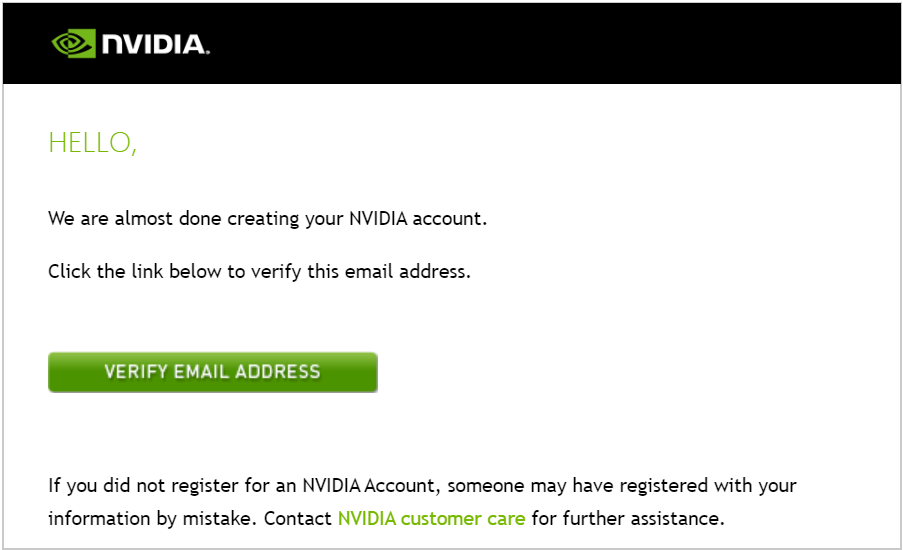 NVIDIA.
HELLO,
We are almost done creating your NVIDIA account.
Click the link below to verify this email address.
VERIFY EMAIL ADDRESS
If you did not register for an NVIDIA Account, someone may have registered with your
information by mistake. Contact NVIDIA customer care for further assistance.